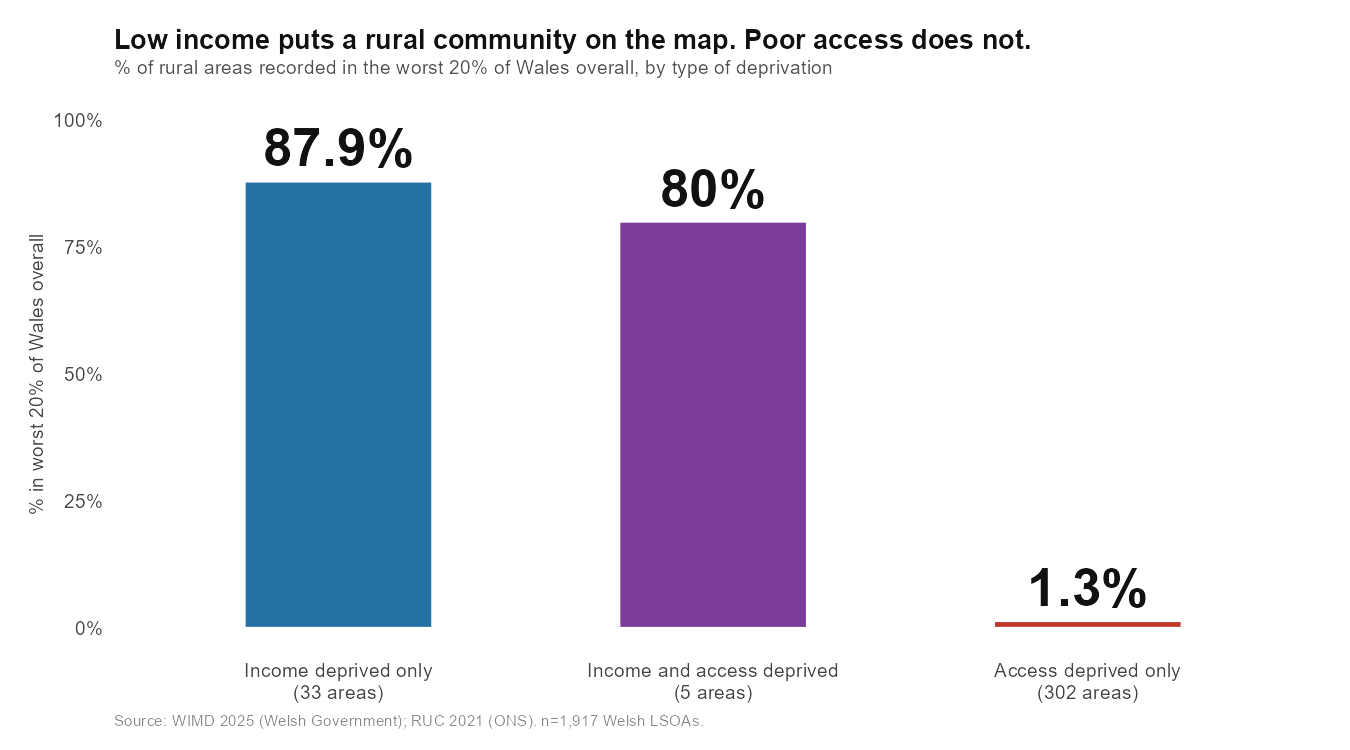 Low income puts a rural community on the map. Poor access does not.
% of rural areas recorded in the worst 20% of Wales overall, by type of deprivation
% in worst 20% of Wales overall
100%
75%
50%
25%
0%
87.9%
80%
1.3%
Income deprived only
(33 areas)
Income and access deprived
(5 areas)
Access deprived only
(302 areas)
Source: WIMD 2025 (Welsh Government); RUC 2021 (ONS). n=1,917 Welsh LSOAs.